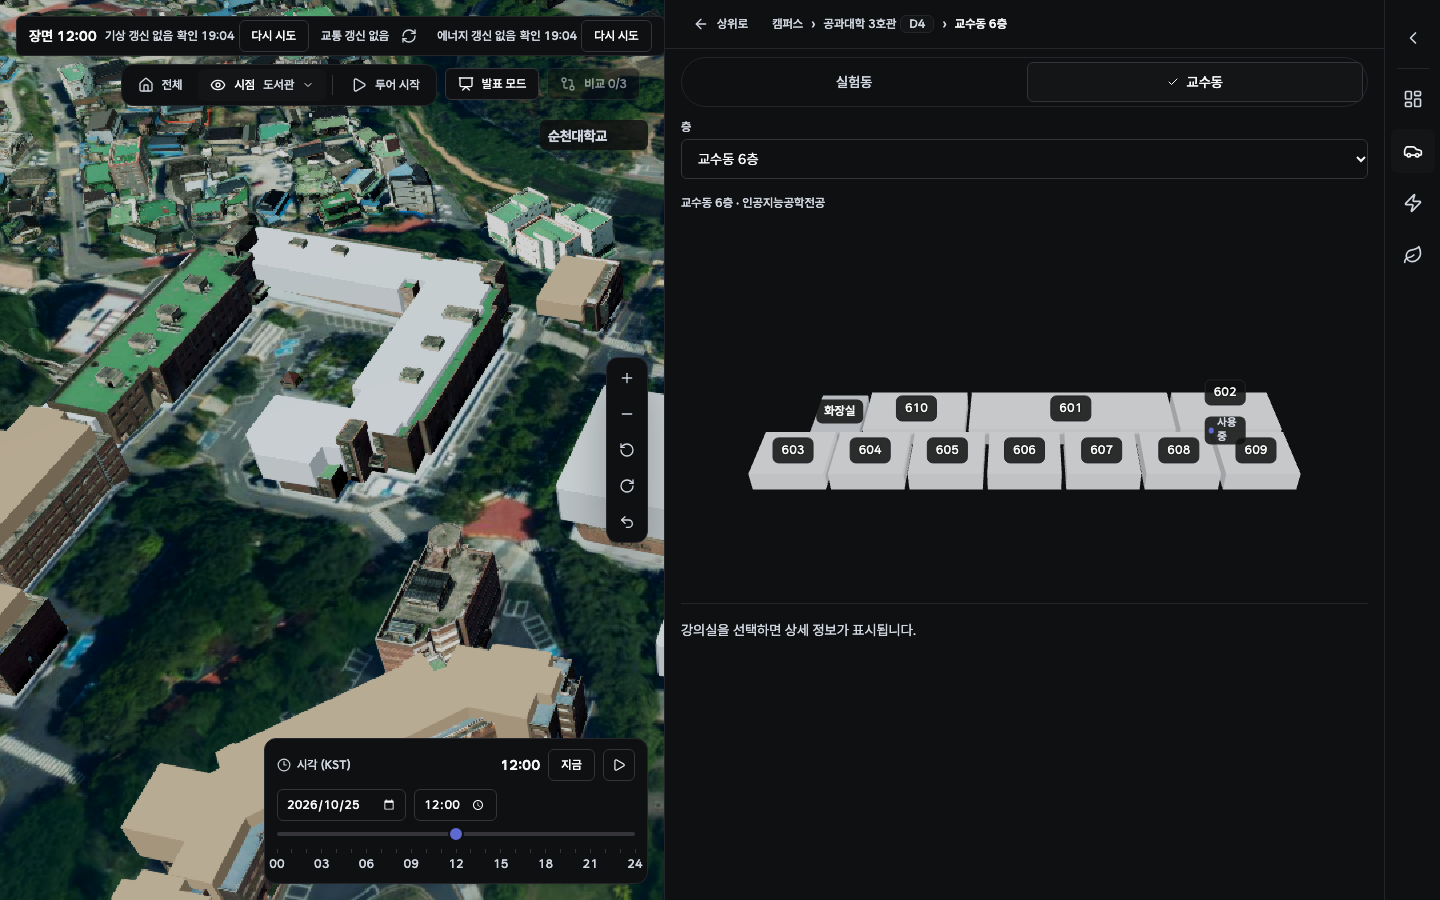 장면 12:00 기상 갱신 없음 확인 19:04 다시 시도 교통 갱신 없음 에너지 갱신 없음 확인 19:04 다시 시도
전체 시점 도서관 투어 시작 발표 모드 비교 0/3
순천대학교
시각 (KST) 12:00 지금
2026/10/25 12:00
00 03 06 09 12 15 18 21 24
상위로 캠퍼스 › 공과대학 3호관 D4 › 교수동 6층
실험동 교수동
층
교수동 6층
교수동 6층 · 인공지능공학전공
602
화장실 610 601
사용
중
603 604 605 606 607 608 609
강의실을 선택하면 상세 정보가 표시됩니다.